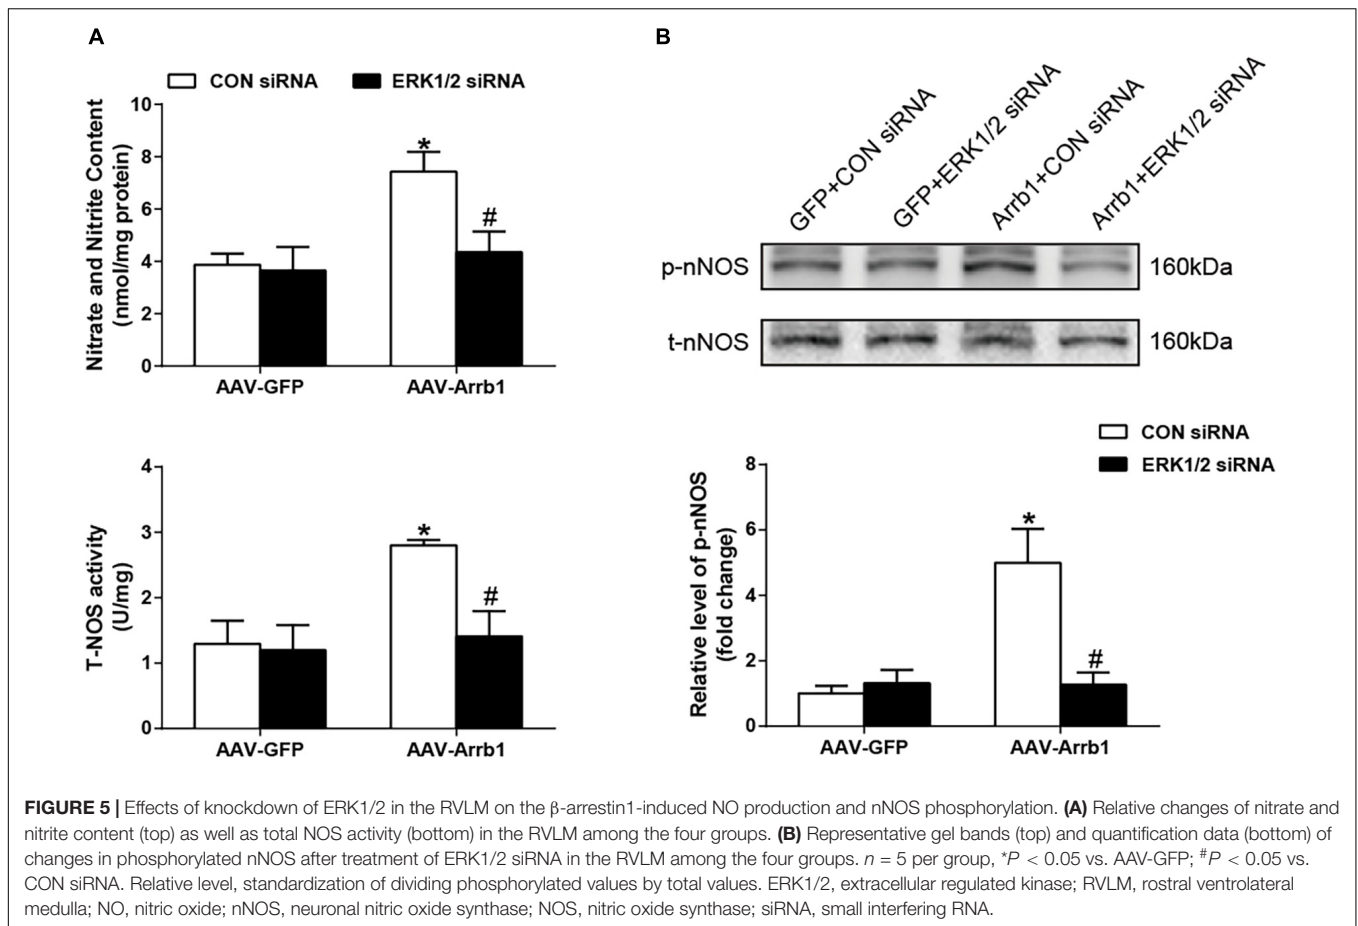 A
CON siRNA
ERK1/2 siRNA
Nitrate and Nitrite Content
(nmol/mg protein)
10
8
6
4
2
0
*
#
AAV-GFP
AAV-Arrb1
T-NOS activity
(U/mg)
4
3
2
1
0
*
#
AAV-GFP
AAV-Arrb1
B
GFP+CON siRNA
GFP+ERK1/2 siRNA
Arrb1+CON siRNA
Arrb1+ERK1/2 siRNA
p-nNOS
160kDa
t-nNOS
160kDa
CON siRNA
ERK1/2 siRNA
Relative level of p-nNOS
(fold change)
8
6
4
2
0
*
#
AAV-GFP
AAV-Arrb1
FIGURE 5 | Effects of knockdown of ERK1/2 in the RVLM on the β-arrestin1-induced NO production and nNOS phosphorylation. (A) Relative changes of nitrate and
nitrite content (top) as well as total NOS activity (bottom) in the RVLM among the four groups. (B) Representative gel bands (top) and quantification data (bottom) of
changes in phosphorylated nNOS after treatment of ERK1/2 siRNA in the RVLM among the four groups. n = 5 per group, *P < 0.05 vs. AAV-GFP; #P < 0.05 vs.
CON siRNA. Relative level, standardization of dividing phosphorylated values by total values. ERK1/2, extracellular regulated kinase; RVLM, rostral ventrolateral
medulla; NO, nitric oxide; nNOS, neuronal nitric oxide synthase; NOS, nitric oxide synthase; siRNA, small interfering RNA.